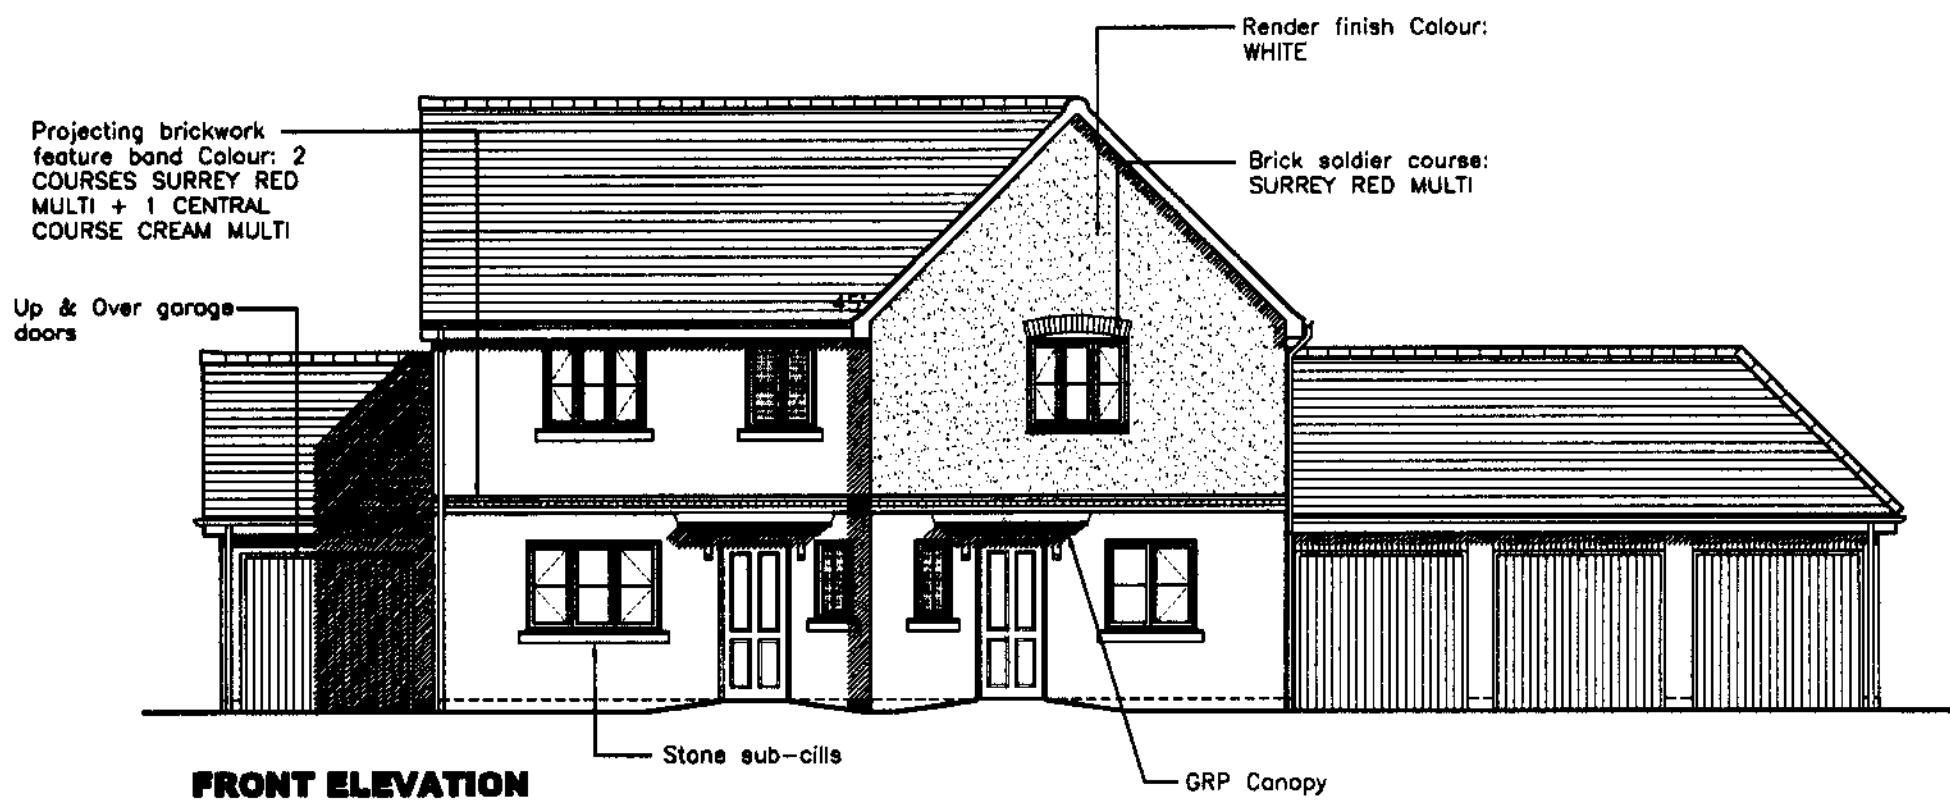 Render finish Colour:
WHITE
Projecting brickwork
feature band Colour: 2
COURSES SURREY RED
MULTI + 1 CENTRAL
COURSE CREAM MULTI
Brick soldier course:
SURREY RED MULTI
Up & Over garage
doors
45°
Stone sub-cills
GRP Canopy
FRONT ELEVATION